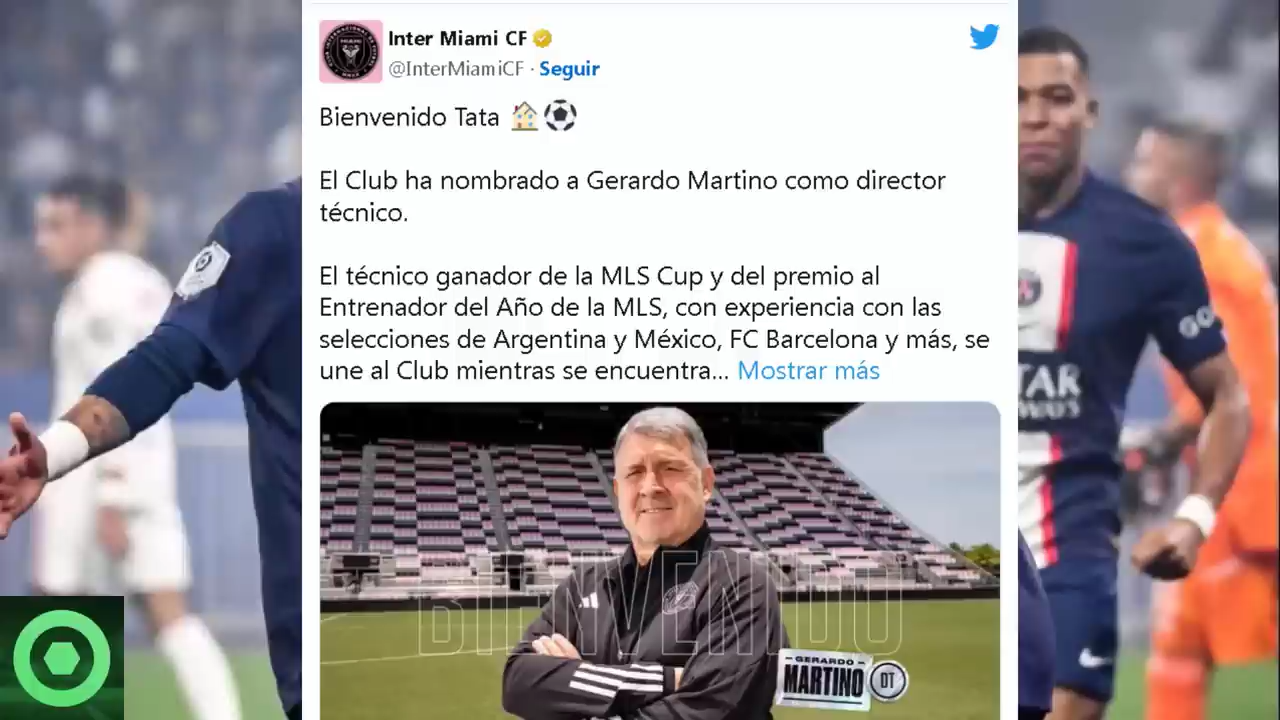 Inter Miami CF
@InterMiamiCF · Seguir
Bienvenido Tata 🏠⚽
El Club ha nombrado a Gerardo Martino como director
técnico.
El técnico ganador de la MLS Cup y del premio al
Entrenador del Año de la MLS, con experiencia con las
selecciones de Argentina y México, FC Barcelona y más, se
une al Club mientras se encuentra... Mostrar más
BIENVENIDO
GERARDO
MARTINO
DT